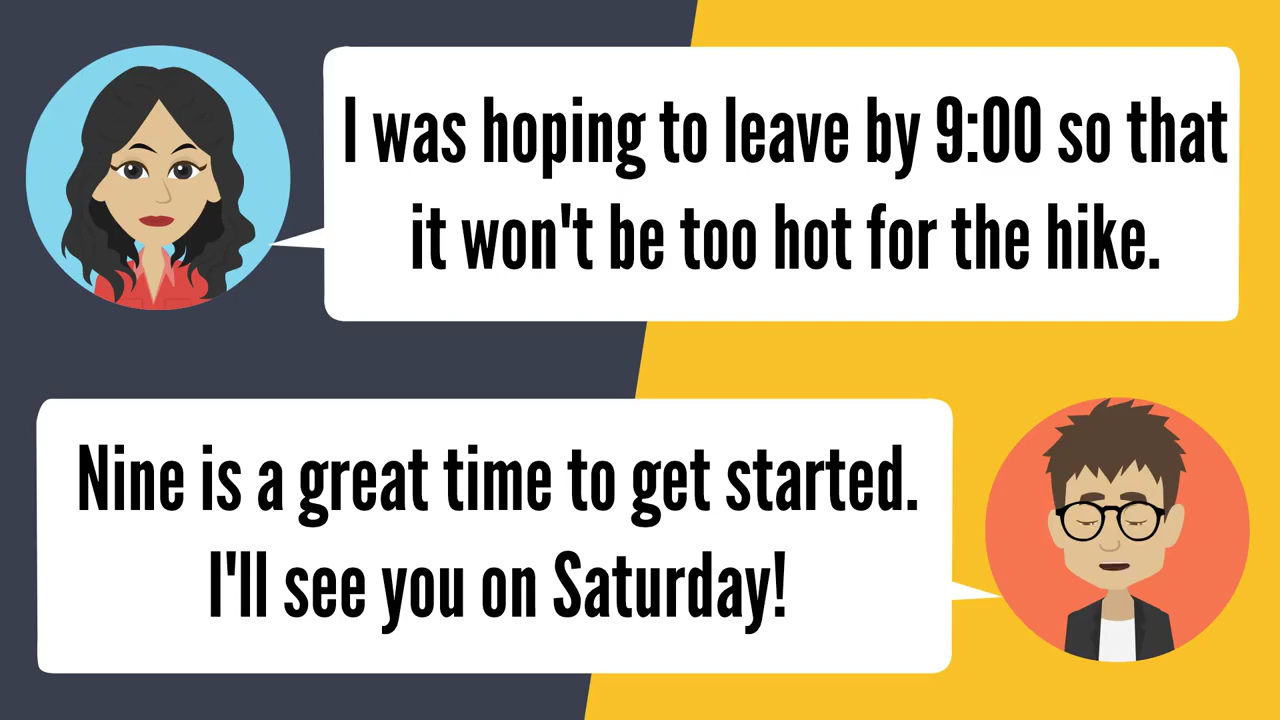 I was hoping to leave by 9:00 so that
it won't be too hot for the hike.
Nine is a great time to get started.
I'll see you on Saturday!